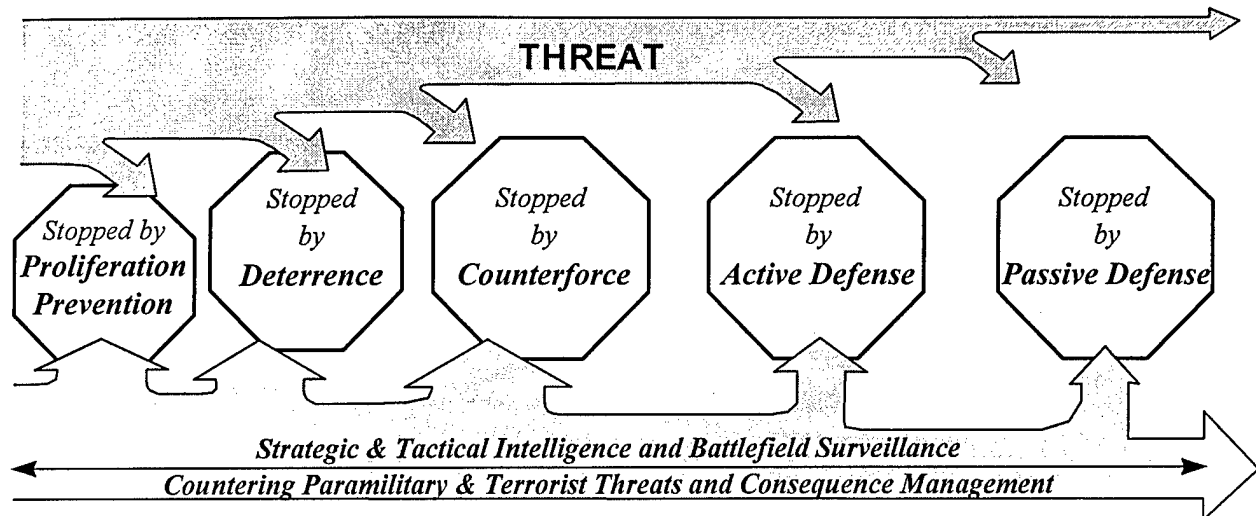 THREAT
Stopped by
Proliferation
Prevention
Stopped
by
Deterrence
Stopped
by
Counterforce
Stopped
by
Active Defense
Stopped
by
Passive Defense
Strategic & Tactical Intelligence and Battlefield Surveillance
Countering Paramilitary & Terrorist Threats and Consequence Management